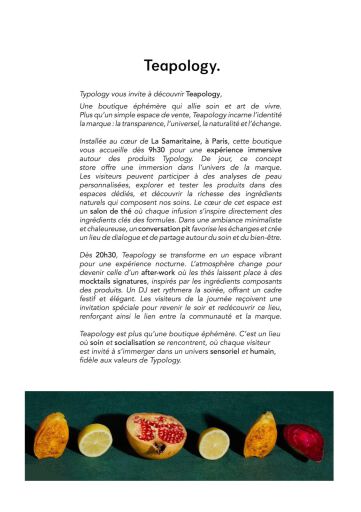 Teapology.
Typology vous invite à découvrir Teapology,
Une boutique éphémère qui allie soin et art de vivre.
Plus qu'un simple espace de vente, Teapology incarne l'identité
la marque : la transparence, l'universel, la naturalité et l'échange.
Installée au cœur de La Samaritaine, à Paris, cette boutique
vous accueille dès 9h30 pour une expérience immersive
autour des produits Typology. De jour, ce concept
store offre une immersion dans l'univers de la marque.
Les visiteurs peuvent participer à des analyses de peau
personnalisées, explorer et tester les produits dans des
espaces dédiés, et découvrir la richesse des ingrédients
naturels qui composent nos soins. Le cœur de cet espace est
un salon de thé où chaque infusion s'inspire directement des
ingrédients clés des formules. Dans une ambiance minimaliste
et chaleureuse, un conversation pit favorise les échanges et crée
un lieu de dialogue et de partage autour du soin et du bien-être.
Dès 20h30, Teapology se transforme en un espace vibrant
pour une expérience nocturne. L'atmosphère change pour
devenir celle d'un after-work où les thés laissent place à des
mocktails signatures, inspirés par les ingrédients composants
des produits. Un DJ set rythmera la soirée, offrant un cadre
festif et élégant. Les visiteurs de la journée reçoivent une
invitation spéciale pour revenir le soir et redécouvrir ce lieu,
renforçant ainsi le lien entre la communauté et la marque.
Teapology est plus qu'une boutique éphémère. C'est un lieu
où soin et socialisation se rencontrent, où chaque visiteur
est invité à s'immerger dans un univers sensoriel et humain,
fidèle aux valeurs de Typology.